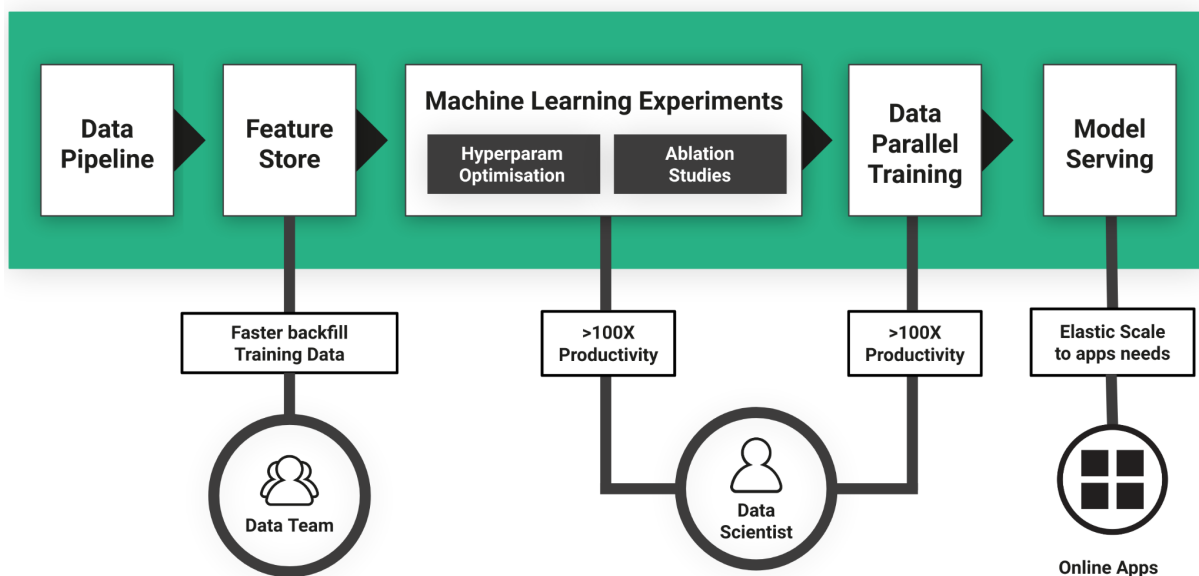 Data
Pipeline
Feature
Store
Machine Learning Experiments
Hyperparam
Optimisation
Ablation
Studies
Data
Parallel
Training
Model
Serving
Faster backfill
Training Data
>100X
Productivity
>100X
Productivity
Elastic Scale
to apps needs
Data Team
Data
Scientist
Online Apps